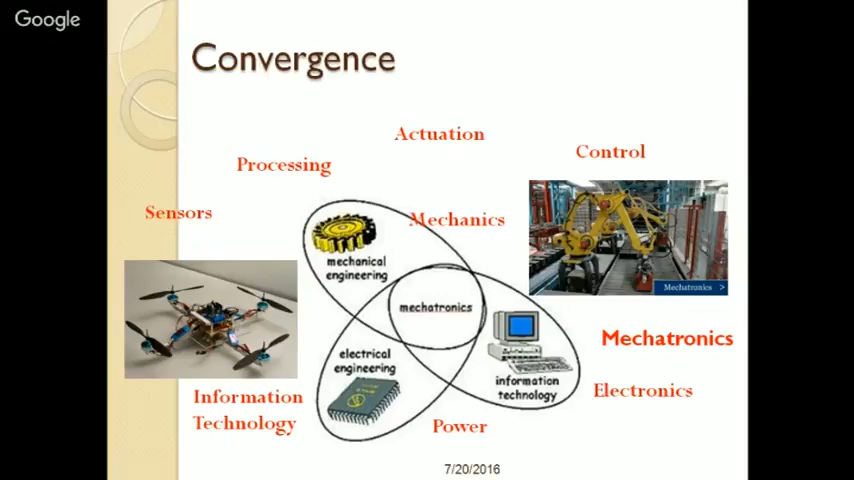 Google
Convergence
Actuation
Processing
Control
Sensors
Mechanics
mechanical
engineering
mechatronics
Mechatronics >
Mechatronics
electrical
engineering
information
technology
Electronics
Information
Technology
Power
7/20/2016